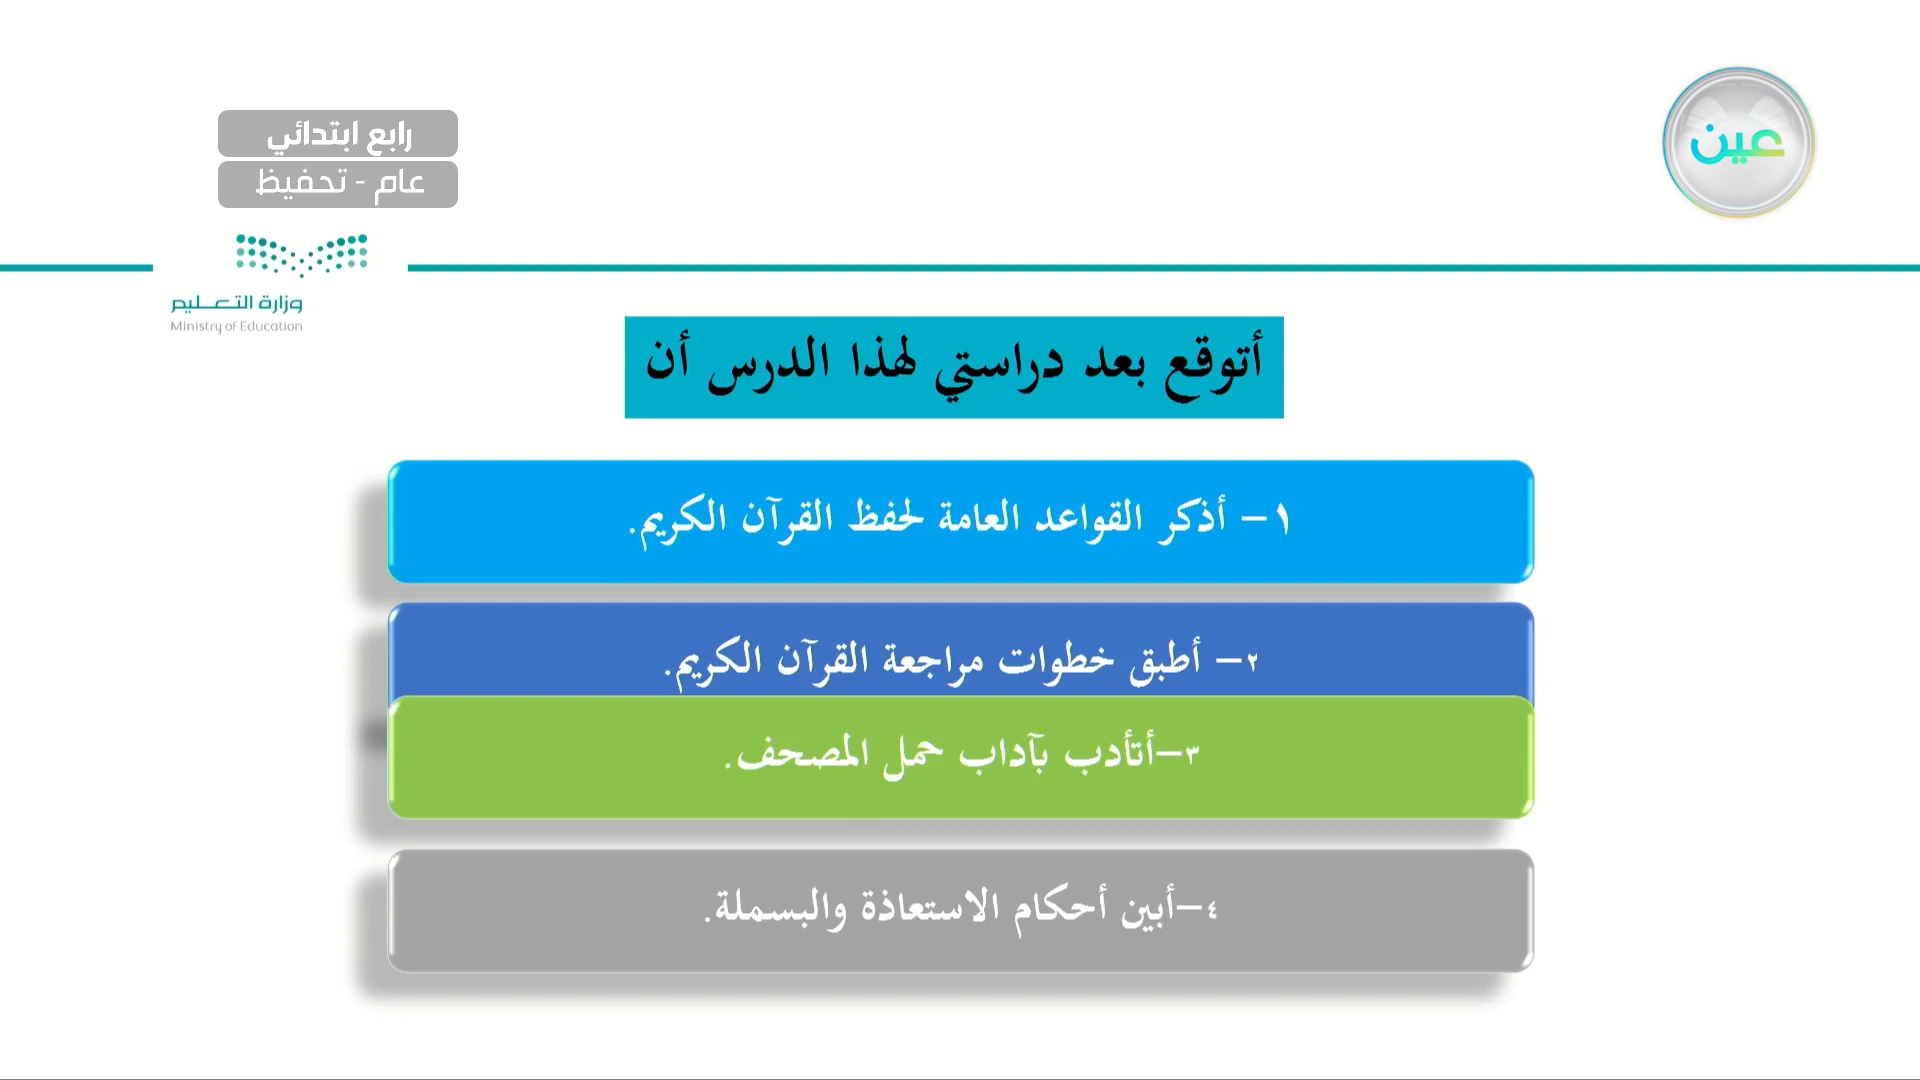 رابع ابتدائي
عام - تحفيظ
عين
وزارة التعليم
Ministry of Education
أتوقع بعد دراستي لهذا الدرس أن
١- أذكر القواعد العامة لحفظ القرآن الكريم.
٢- أطبق خطوات مراجعة القرآن الكريم.
٣-أتأدب بآداب حمل المصحف.
٤-أبين أحكام الاستعاذة والبسملة.